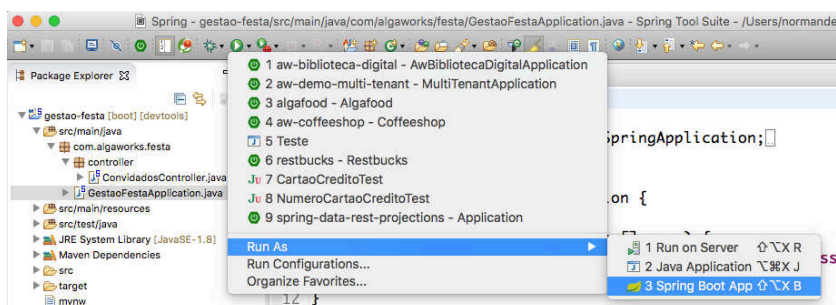 Spring - gestao-festa/src/main/java/com/algaworks/festa/GestaoFestaApplication.java - Spring Tool Suite - /Users/normande
Package Explorer
gestao-festa [boot] [devtools]
src/main/java
com.algaworks.festa
controller
ConvidadosController.java
GestaoFestaApplication.java
src/main/resources
src/test/java
JRE System Library [JavaSE-1.8]
Maven Dependencies
src
target
mvnw
1 aw-biblioteca-digital - AwBibliotecaDigitalApplication
2 aw-demo-multi-tenant - MultiTenantApplication
3 algafood - Algafood
4 aw-coffeeshop - Coffeeshop
5 Teste
6 restbucks - Restbucks
Ju 7 CartaoCreditoTest
Ju 8 NumeroCartaoCreditoTest
9 spring-data-rest-projections - Application
Run As
Run Configurations...
Organize Favorites...
1 Run on Server ⇧⌥X R
2 Java Application ⌥⌘X J
3 Spring Boot App ⇧⌥X B
SpringApplication;
on {
ss
12 }